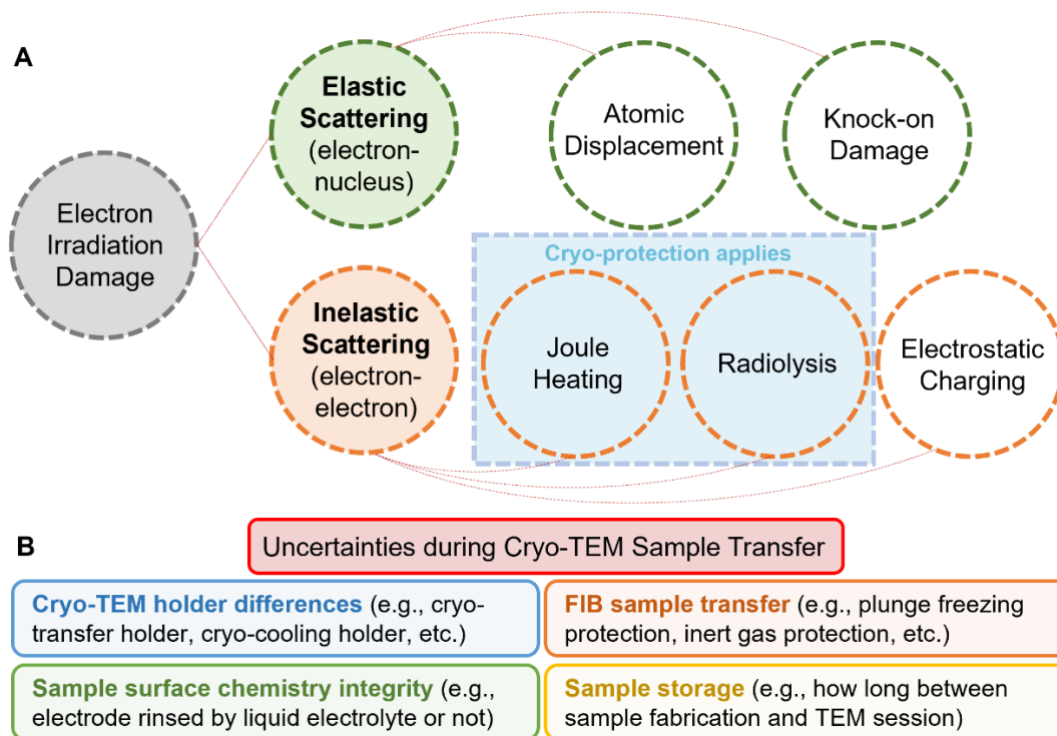 A
Electron
Irradiation
Damage
Elastic
Scattering
(electron-
nucleus)
Atomic
Displacement
Knock-on
Damage
Cryo-protection applies
Inelastic
Scattering
(electron-
electron)
Joule
Heating
Radiolysis
Electrostatic
Charging
B
Uncertainties during Cryo-TEM Sample Transfer
Cryo-TEM holder differences (e.g., cryo-
transfer holder, cryo-cooling holder, etc.)
FIB sample transfer (e.g., plunge freezing
protection, inert gas protection, etc.)
Sample surface chemistry integrity (e.g.,
electrode rinsed by liquid electrolyte or not)
Sample storage (e.g., how long between
sample fabrication and TEM session)